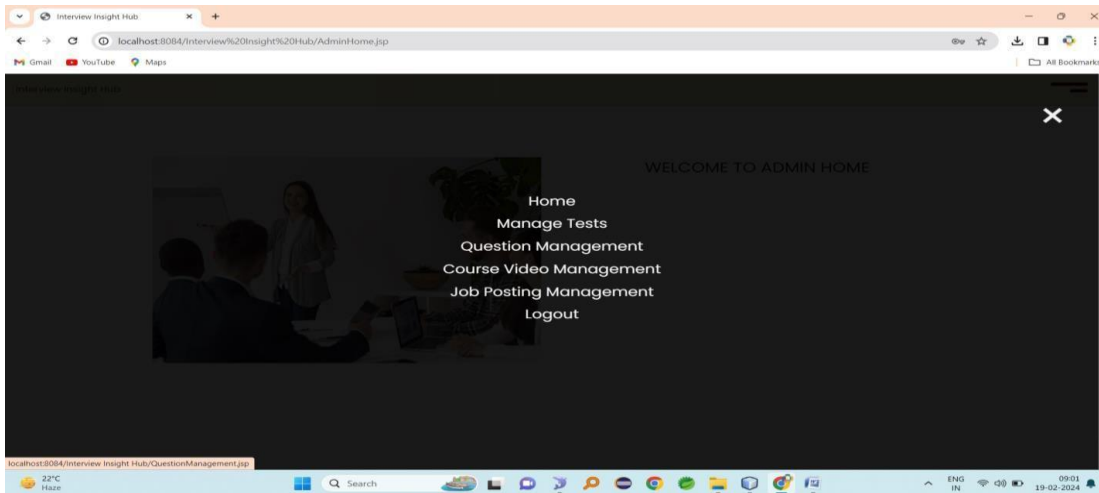 Interview Insight Hub
localhost:8084/Interview%20Insight%20Hub/AdminHome.jsp
Gmail YouTube Maps All Bookmarks
Interview Insight Hub
WELCOME TO ADMIN HOME
Home
Manage Tests
Question Management
Course Video Management
Job Posting Management
Logout
localhost:8084/Interview Insight Hub/QuestionManagement.jsp
22°C
Haze
Search
ENG
IN
09:01
19-02-2024